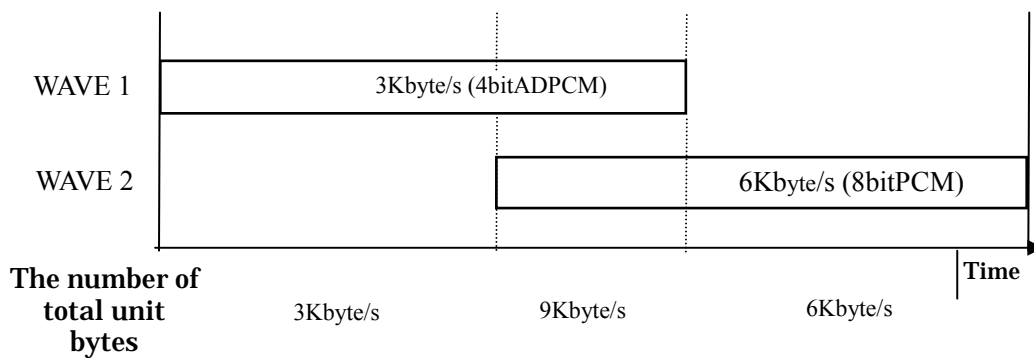 WAVE 1
3Kbyte/s (4bitADPCM)
WAVE 2
6Kbyte/s (8bitPCM)
Time
The number of
total unit
bytes
3Kbyte/s
9Kbyte/s
6Kbyte/s